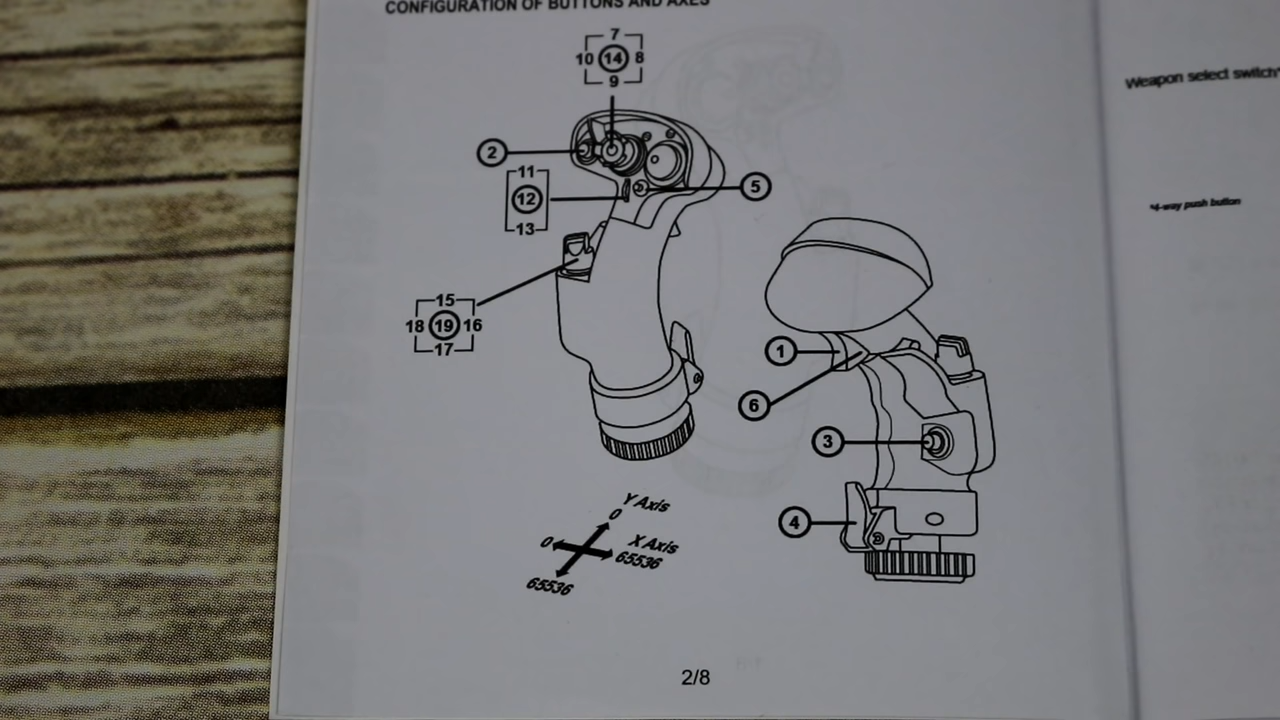 CONFIGURATION OF BUTTONS AND AXES
7
10 14 8
9
2
11
12
13
5
15
18 19 16
17
1
6
3
4
Y Axis
0
X Axis
0
65536
65536
2/8
Weapon select switch*
*4-way push button